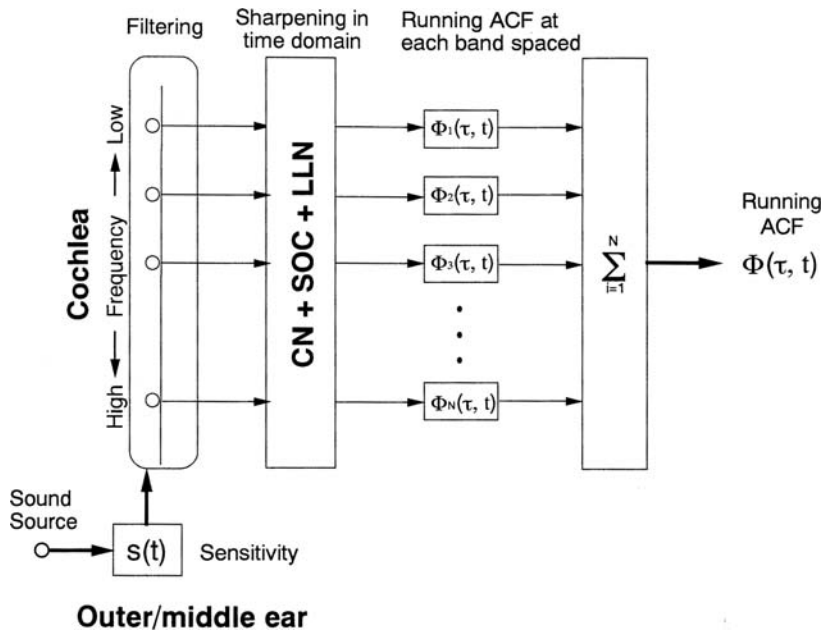 Filtering
Sharpening in
time domain
Running ACF at
each band spaced
Cochlea
High
Frequency
Low
CN + SOC + LLN
Φ₁(τ, t)
Φ₂(τ, t)
Φ₃(τ, t)
Φ_N(τ, t)
N
∑
i=1
Running
ACF
Φ(τ, t)
Sound
Source
s(t)
Sensitivity
Outer/middle ear